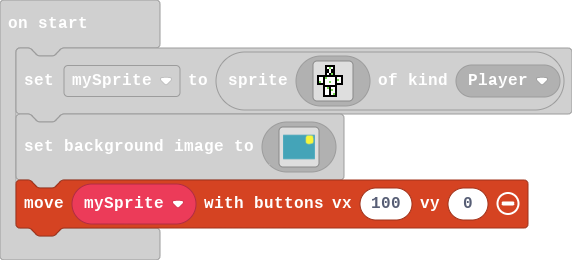 on start
set mySprite to sprite of kind Player
set background image to
move mySprite with buttons vx 100 vy 0